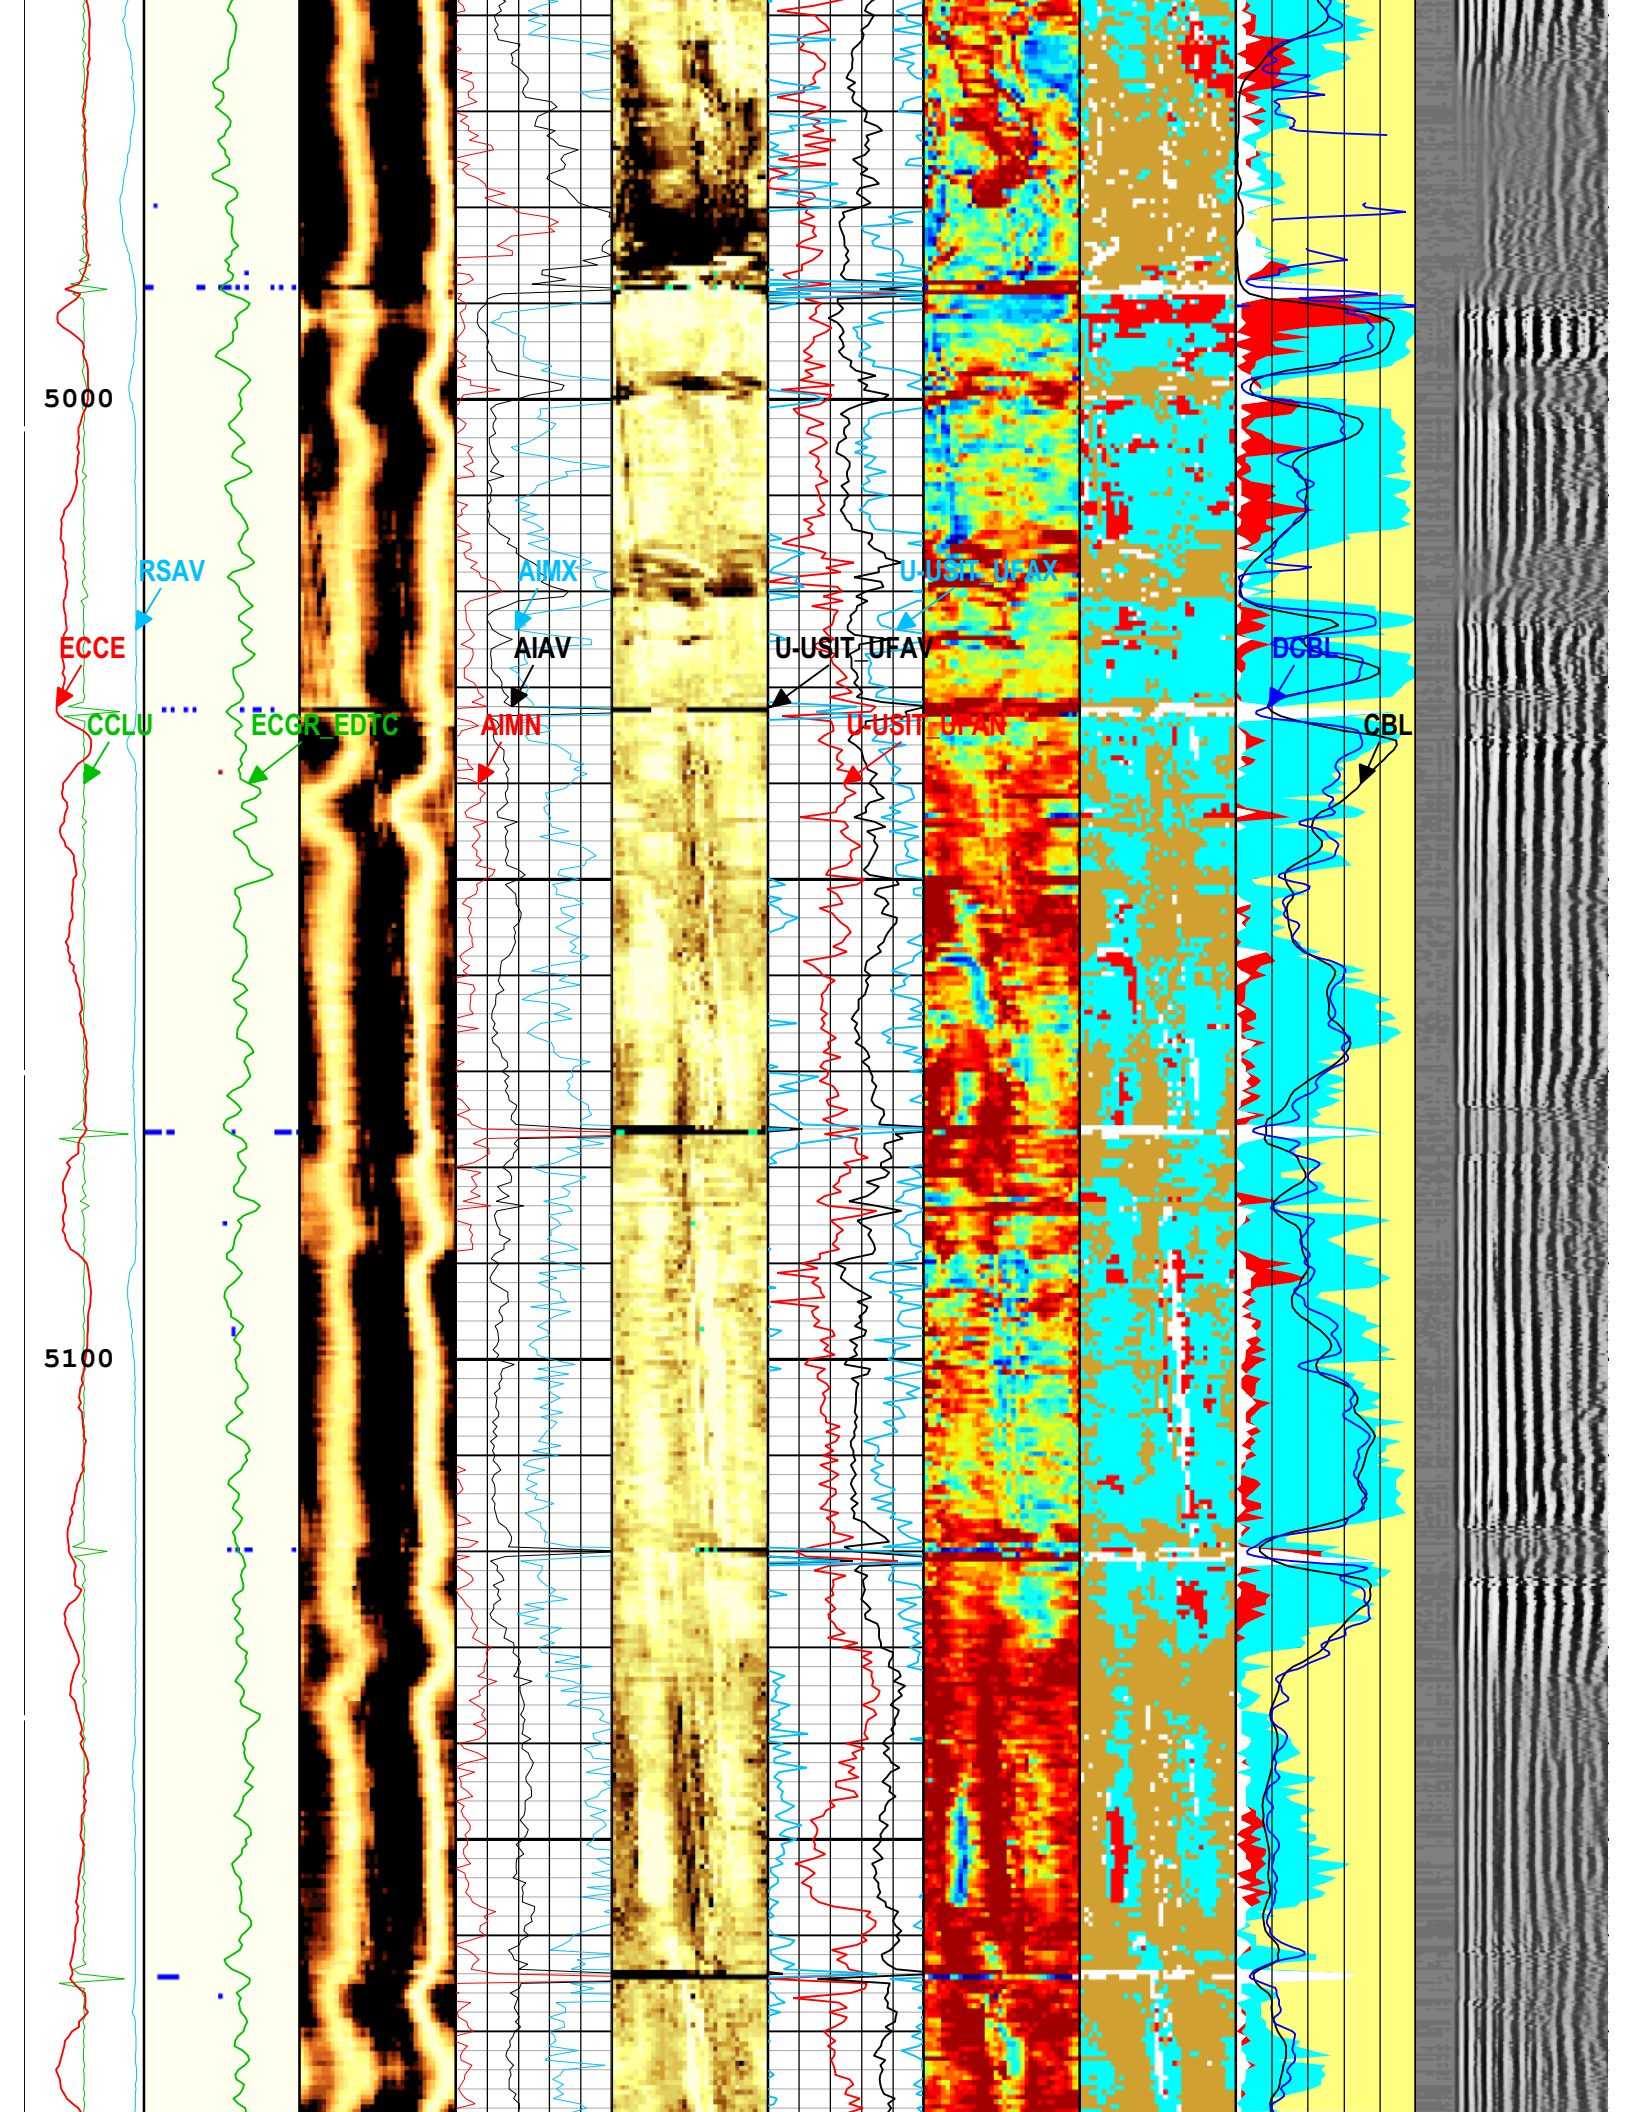 5000
RSAV
AIMX
U-USIT_UFAX
ECCE
AIAV
U-USIT_UFAV
DCBL
CCLU
ECGR_EDTC
AIMN
U-USIT_UFAN
CBL
5100